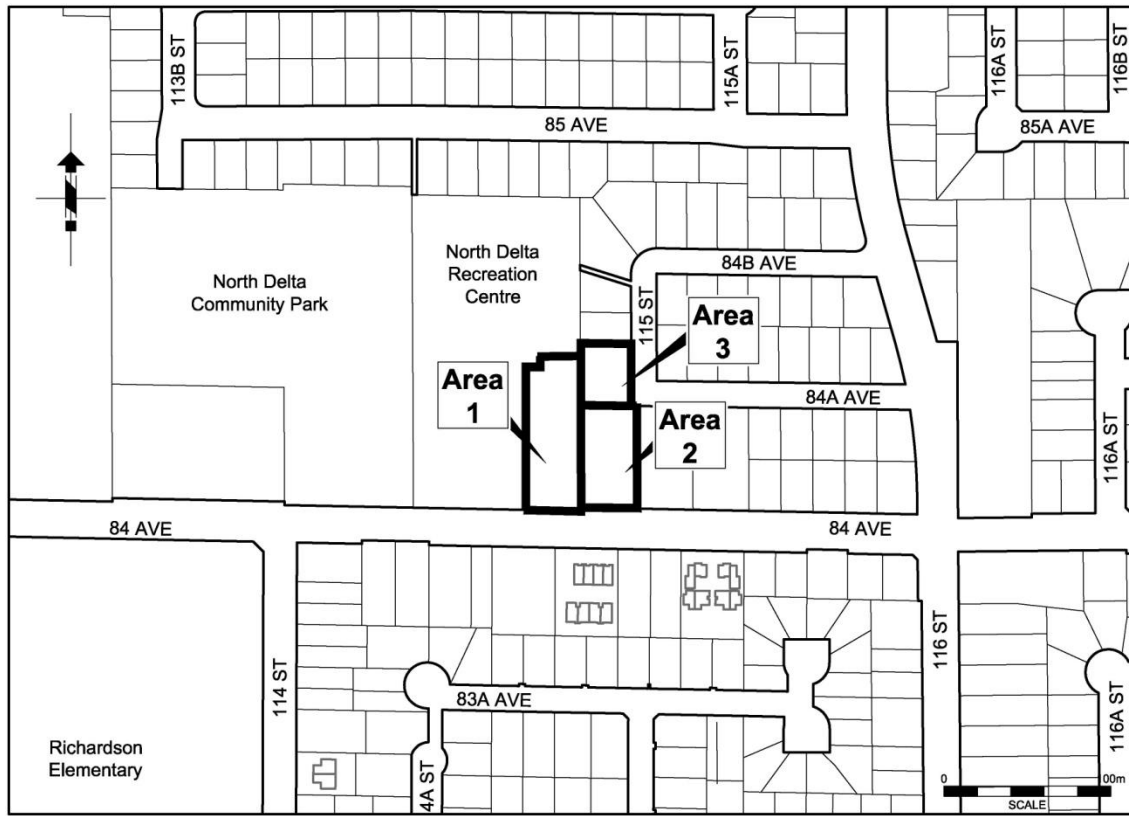 113B ST
115A ST
116A ST
116B ST
85 AVE
85A AVE
North Delta
Community Park
North Delta
Recreation
Centre
84B AVE
115 ST
Area
3
Area
1
84A AVE
Area
2
116A ST
84 AVE
84 AVE
114 ST
116 ST
83A AVE
116A ST
Richardson
Elementary
4A ST
0
00m
SCALE